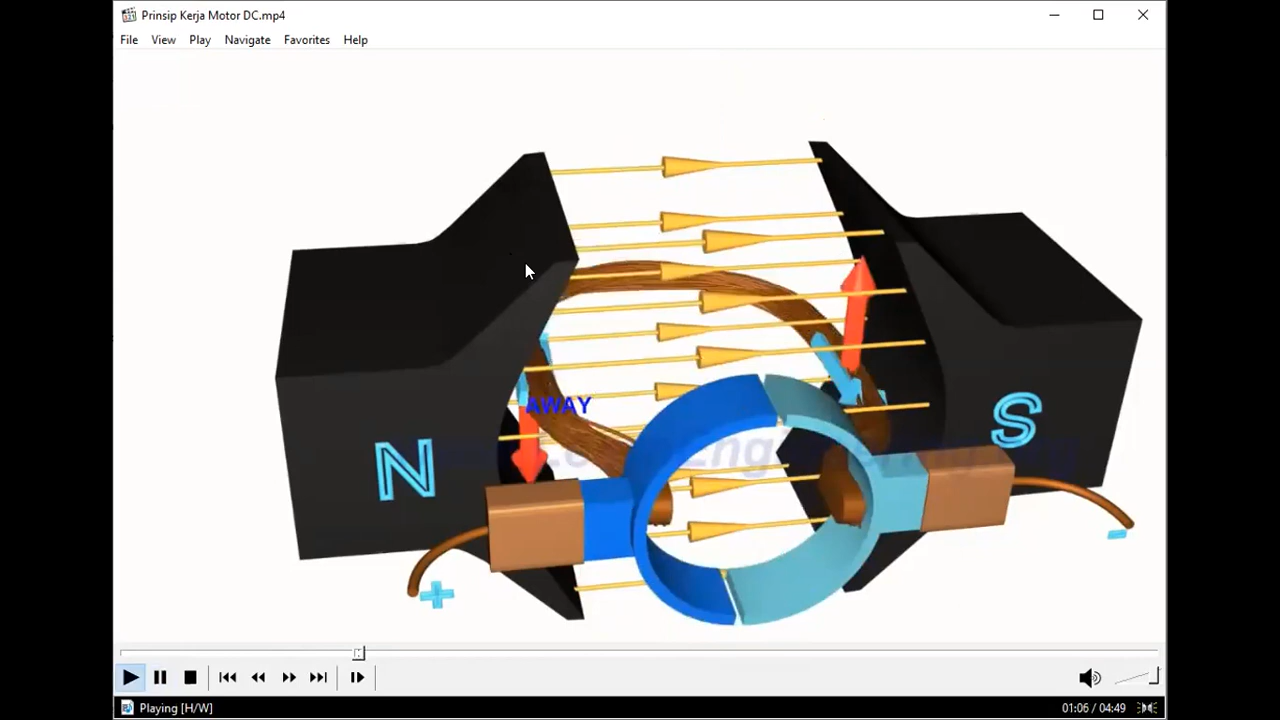 Prinsip Kerja Motor DC.mp4
File View Play Navigate Favorites Help
AWAY
N
S
+
-
Playing [H/W]
01:06 / 04:49